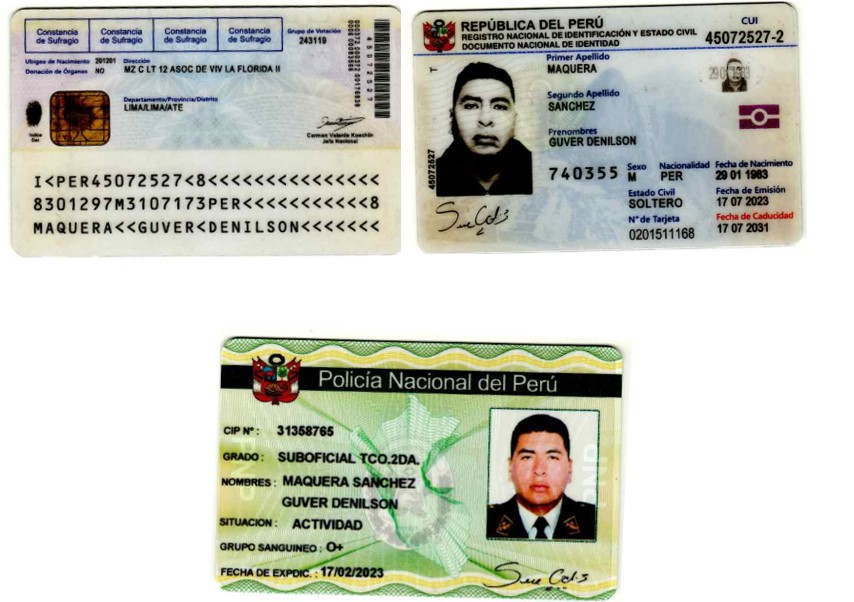 Constancia de Sufragio
Constancia de Sufragio
Constancia de Sufragio
Constancia de Sufragio
Grupo de Votación
243119
Ubigeo de Nacimiento 201201 Dirección
MZ C LT 12 ASOC DE VIV LA FLORIDA II
Donación de Órganos NO
Departamento/Provincia/Distrito
LIMA/LIMA/ATE
Índice Der.
Carmen Velarde Koechlin
Jefa Nacional
I<PER45072527<8<<<<<<<<<<<<<<<
8301297M3107173PER<<<<<<<<<<<8
MAQUERA<<GUVER<DENILSON<<<<<<<
REPÚBLICA DEL PERÚ
REGISTRO NACIONAL DE IDENTIFICACIÓN Y ESTADO CIVIL
DOCUMENTO NACIONAL DE IDENTIDAD
CUI
45072527-2
Primer Apellido
MAQUERA
Segundo Apellido
SANCHEZ
Prenombres
GUVER DENILSON
T
45072527
740355
Sexo Nacionalidad Fecha de Nacimiento
M PER 29 01 1983
Estado Civil Fecha de Emisión
SOLTERO 17 07 2023
N° de Tarjeta Fecha de Caducidad
0201511168 17 07 2031
Policía Nacional del Perú
CIP N° : 31358765
GRADO : SUBOFICIAL TCO.2DA.
NOMBRES : MAQUERA SANCHEZ
GUVER DENILSON
SITUACION : ACTIVIDAD
GRUPO SANGUINEO : O+
FECHA DE EXPDIC. : 17/02/2023